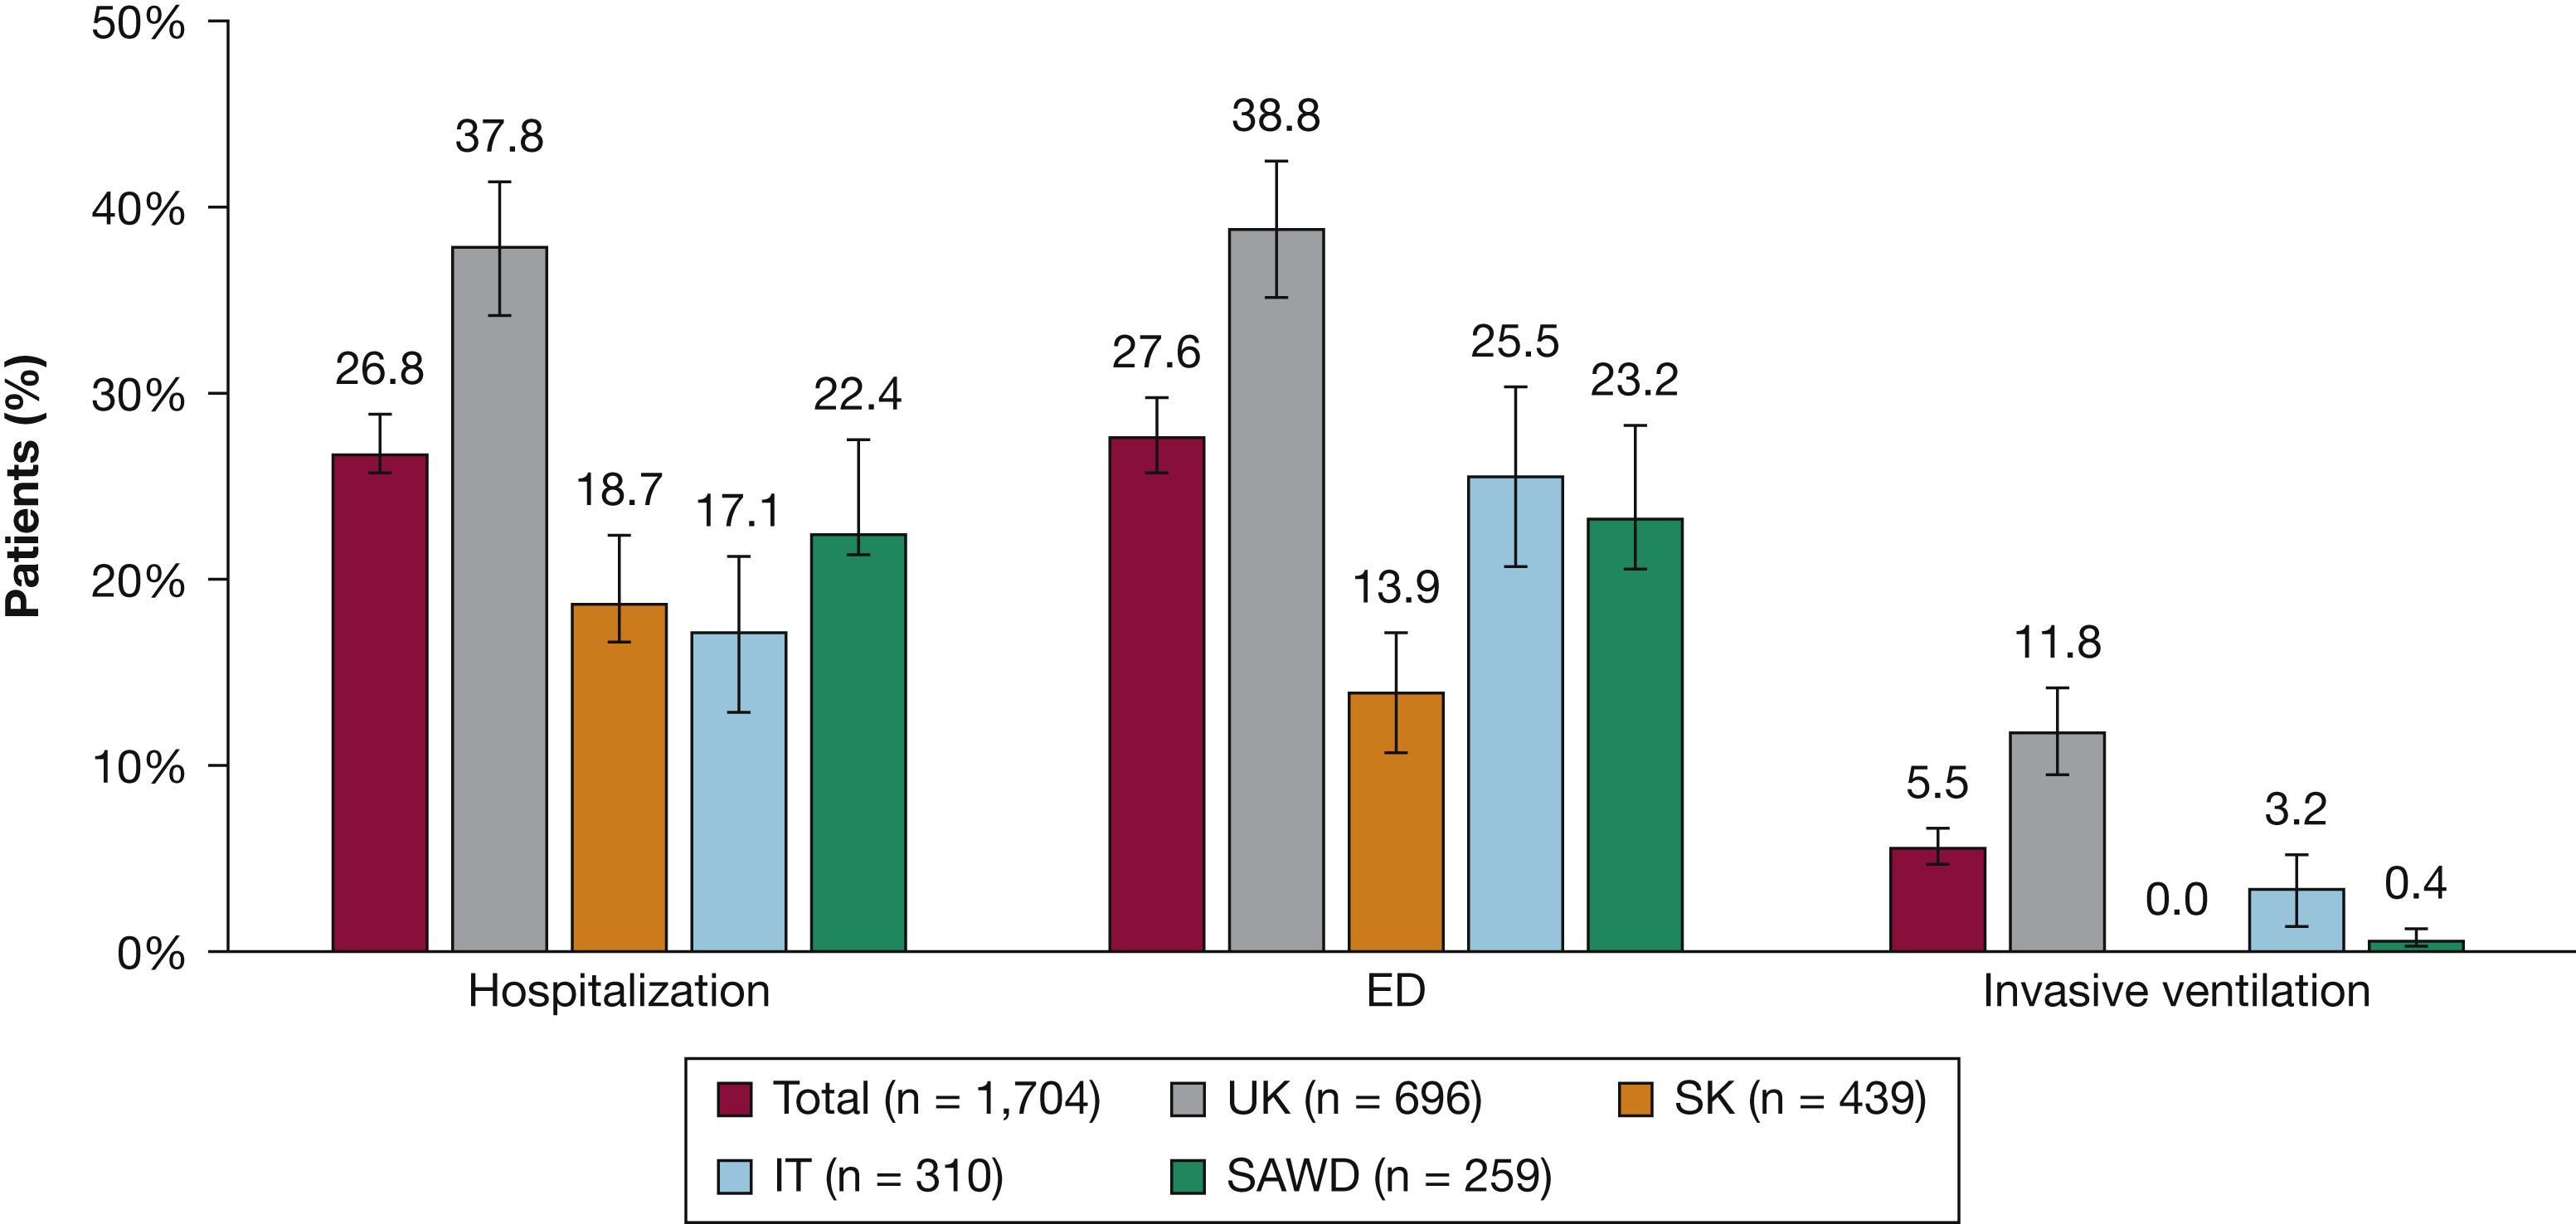 Patients (%)
50%
40%
30%
20%
10%
0%
26.8
37.8
18.7
17.1
22.4
27.6
38.8
13.9
25.5
23.2
5.5
11.8
0.0
3.2
0.4
Hospitalization
ED
Invasive ventilation
Total (n = 1,704)
UK (n = 696)
SK (n = 439)
IT (n = 310)
SAWD (n = 259)